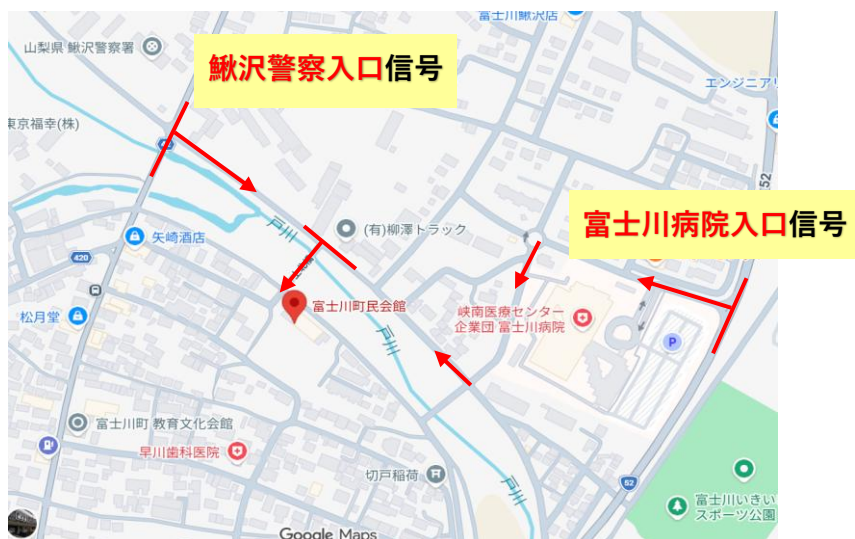 富士川鰍沢店
山梨県 鰍沢警察署
鰍沢警察入口信号
エンジニアリ
東京福幸(株)
52
富士川病院入口信号
戸川
(有)柳澤トラック
矢崎酒店
420
富士川町民会館
峡南医療センター
企業団 富士川病院
P
松月堂
戸川
富士川町 教育文化会館
早川歯科医院
切戸稲荷
戸川
52
富士川いきい
スポーツ公園
Google Maps